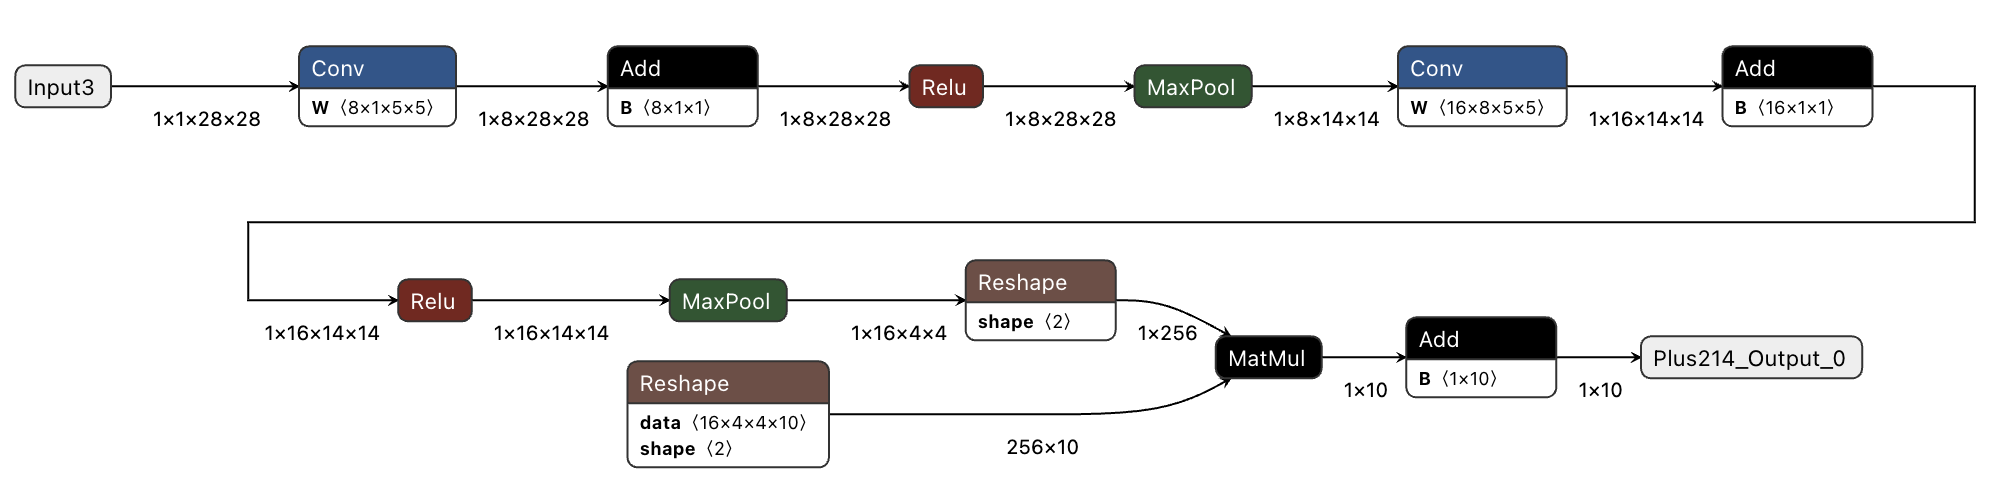 Input3
1×1×28×28
Conv
W ⟨8×1×5×5⟩
1×8×28×28
Add
B ⟨8×1×1⟩
1×8×28×28
Relu
1×8×28×28
MaxPool
1×8×14×14
Conv
W ⟨16×8×5×5⟩
1×16×14×14
Add
B ⟨16×1×1⟩
1×16×14×14
Relu
1×16×14×14
MaxPool
1×16×4×4
Reshape
shape ⟨2⟩
1×256
Reshape
data ⟨16×4×4×10⟩
shape ⟨2⟩
256×10
MatMul
1×10
Add
B ⟨1×10⟩
1×10
Plus214_Output_0